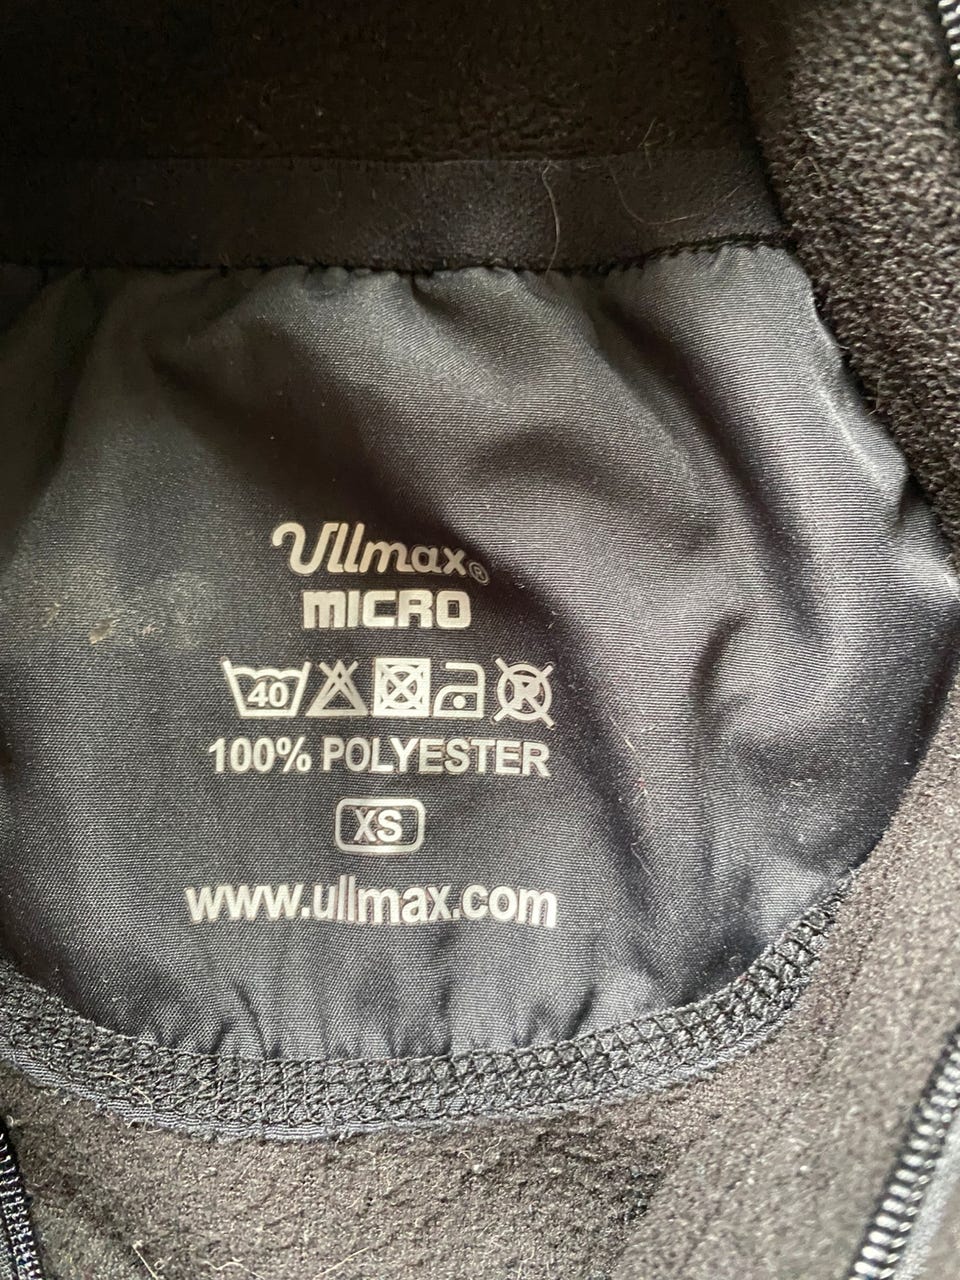 Ullmax®
MICRO
40 P
100% POLYESTER
XS
www.ullmax.com